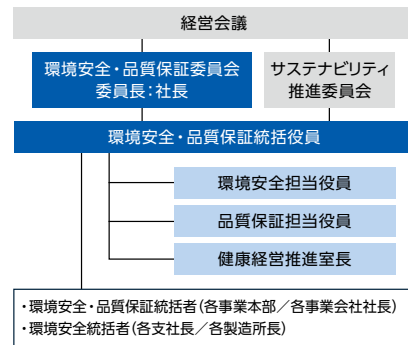 経営会議
環境安全・品質保証委員会
委員長:社長
サステナビリティ
推進委員会
環境安全・品質保証統括役員
環境安全担当役員
品質保証担当役員
健康経営推進室長
・環境安全・品質保証統括者(各事業本部/各事業会社社長)
・環境安全統括者(各支社長/各製造所長)